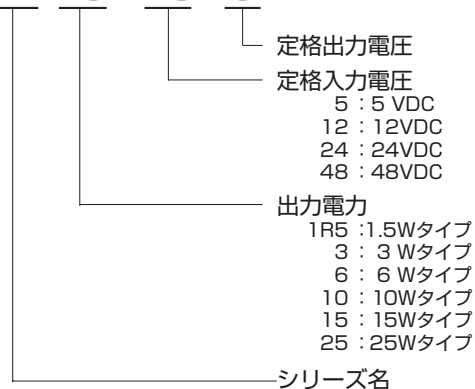 定格出力電圧
定格入力電圧
5 : 5 VDC
12 : 12VDC
24 : 24VDC
48 : 48VDC
出力電力
1R5 :1.5Wタイプ
3 : 3 Wタイプ
6 : 6 Wタイプ
10 : 10Wタイプ
15 : 15Wタイプ
25 : 25Wタイプ
シリーズ名